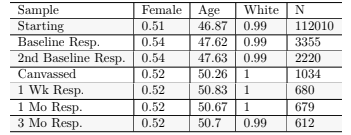 Sample Female Age White N
Starting 0.51 46.87 0.99 112010
Baseline Resp. 0.54 47.62 0.99 3355
2nd Baseline Resp. 0.54 47.63 0.99 2220
Canvassed 0.52 50.26 1 1034
1 Wk Resp. 0.52 50.83 1 680
1 Mo Resp. 0.52 50.67 1 679
3 Mo Resp. 0.52 50.7 0.99 612